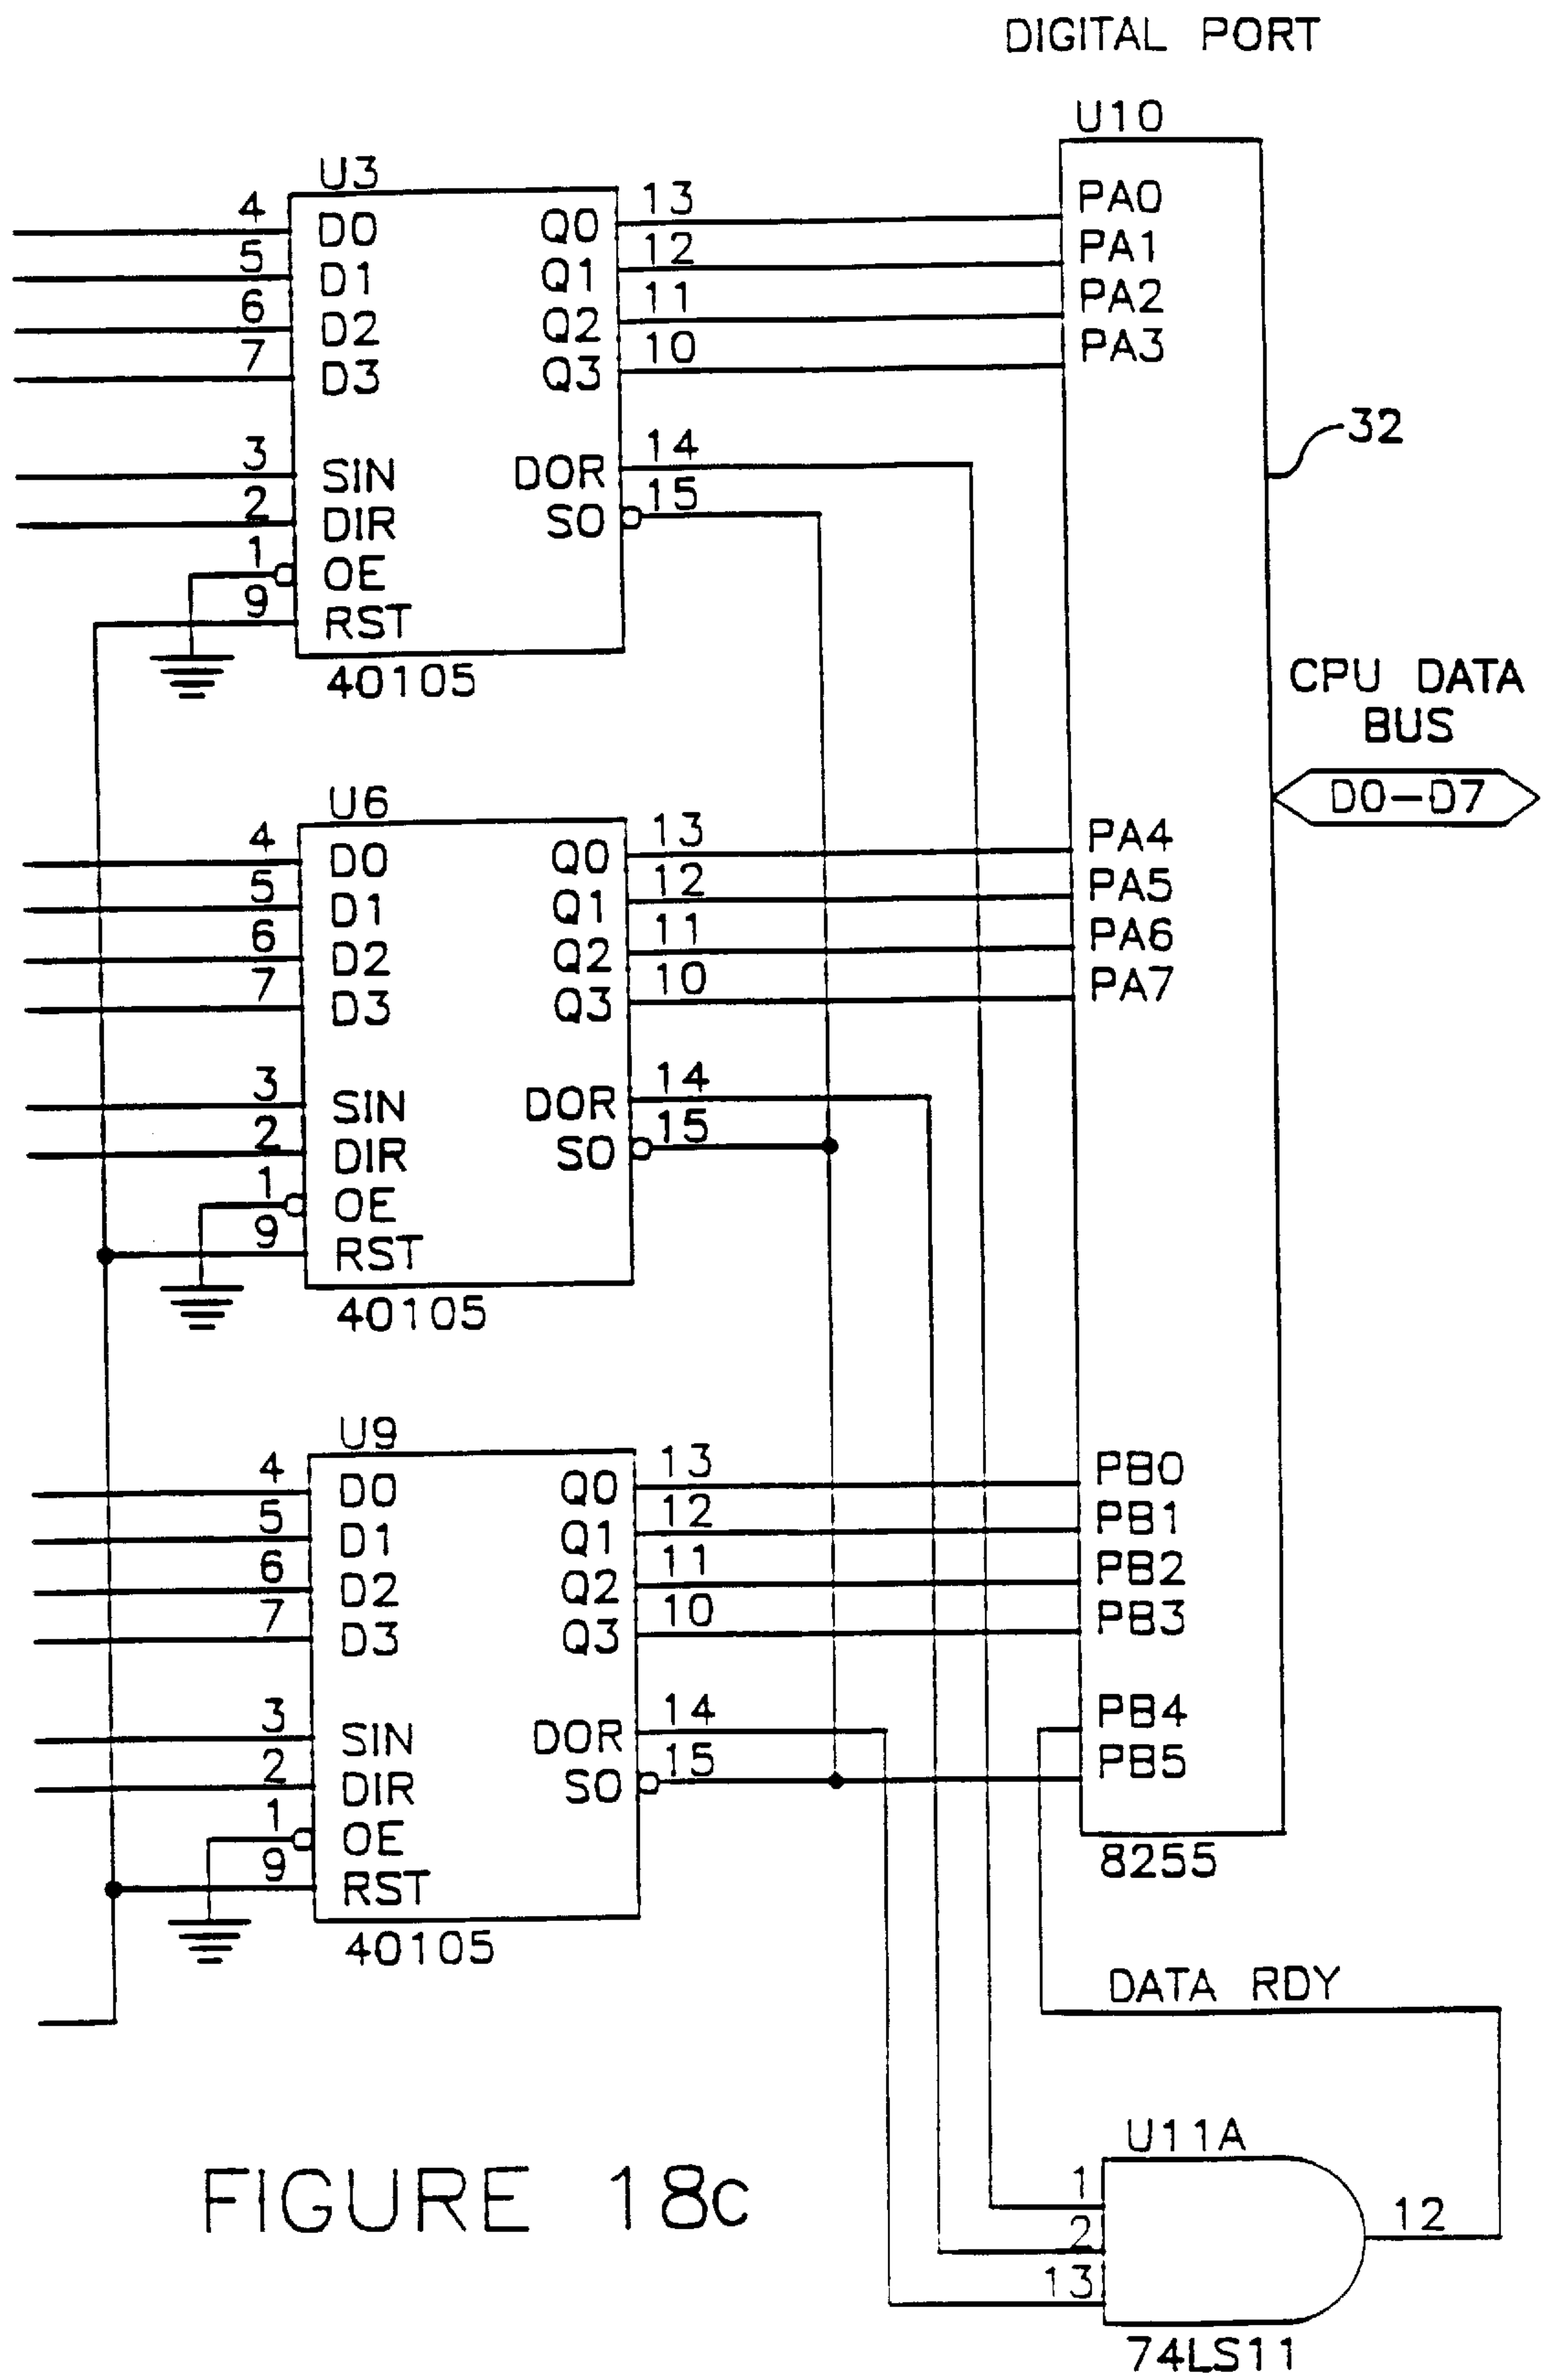 DIGITAL PORT
U10
U3
4 D0 Q0 13 PA0
5 D1 Q1 12 PA1
6 D2 Q2 11 PA2
7 D3 Q3 10 PA3
32
3 SIN DOR 14
2 DIR SO 15
1 OE
9 RST
40105
CPU DATA
BUS
D0-D7
U6
4 D0 Q0 13 PA4
5 D1 Q1 12 PA5
6 D2 Q2 11 PA6
7 D3 Q3 10 PA7
3 SIN DOR 14
2 DIR SO 15
1 OE
9 RST
40105
U9
4 D0 Q0 13 PB0
5 D1 Q1 12 PB1
6 D2 Q2 11 PB2
7 D3 Q3 10 PB3
3 SIN DOR 14 PB4
2 DIR SO 15 PB5
1 OE
9 RST
8255
40105
DATA RDY
U11A
1
2
13
12
74LS11
FIGURE 18c